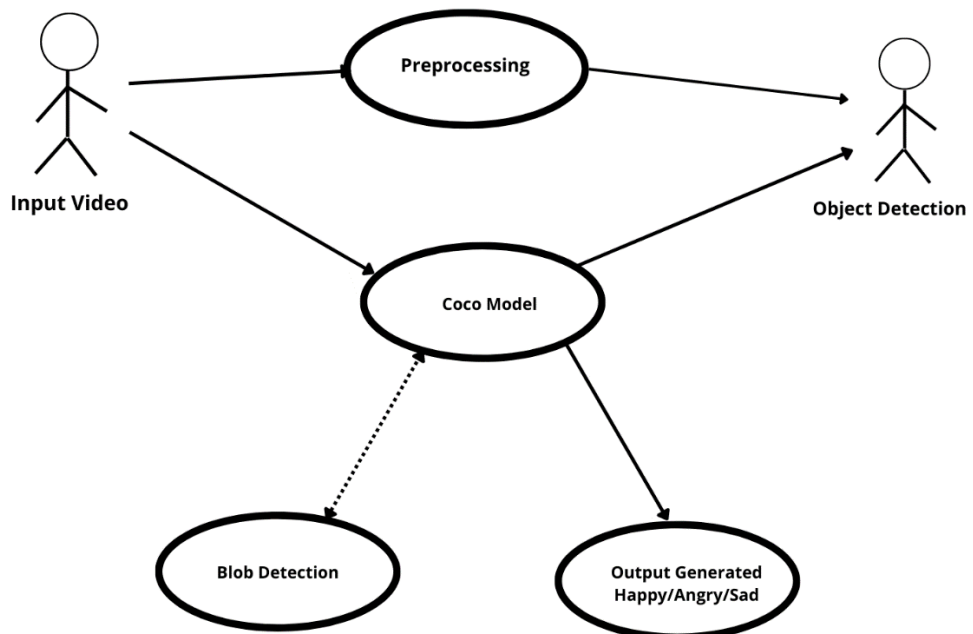 Preprocessing
Input Video
Object Detection
Coco Model
Blob Detection
Output Generated
Happy/Angry/Sad